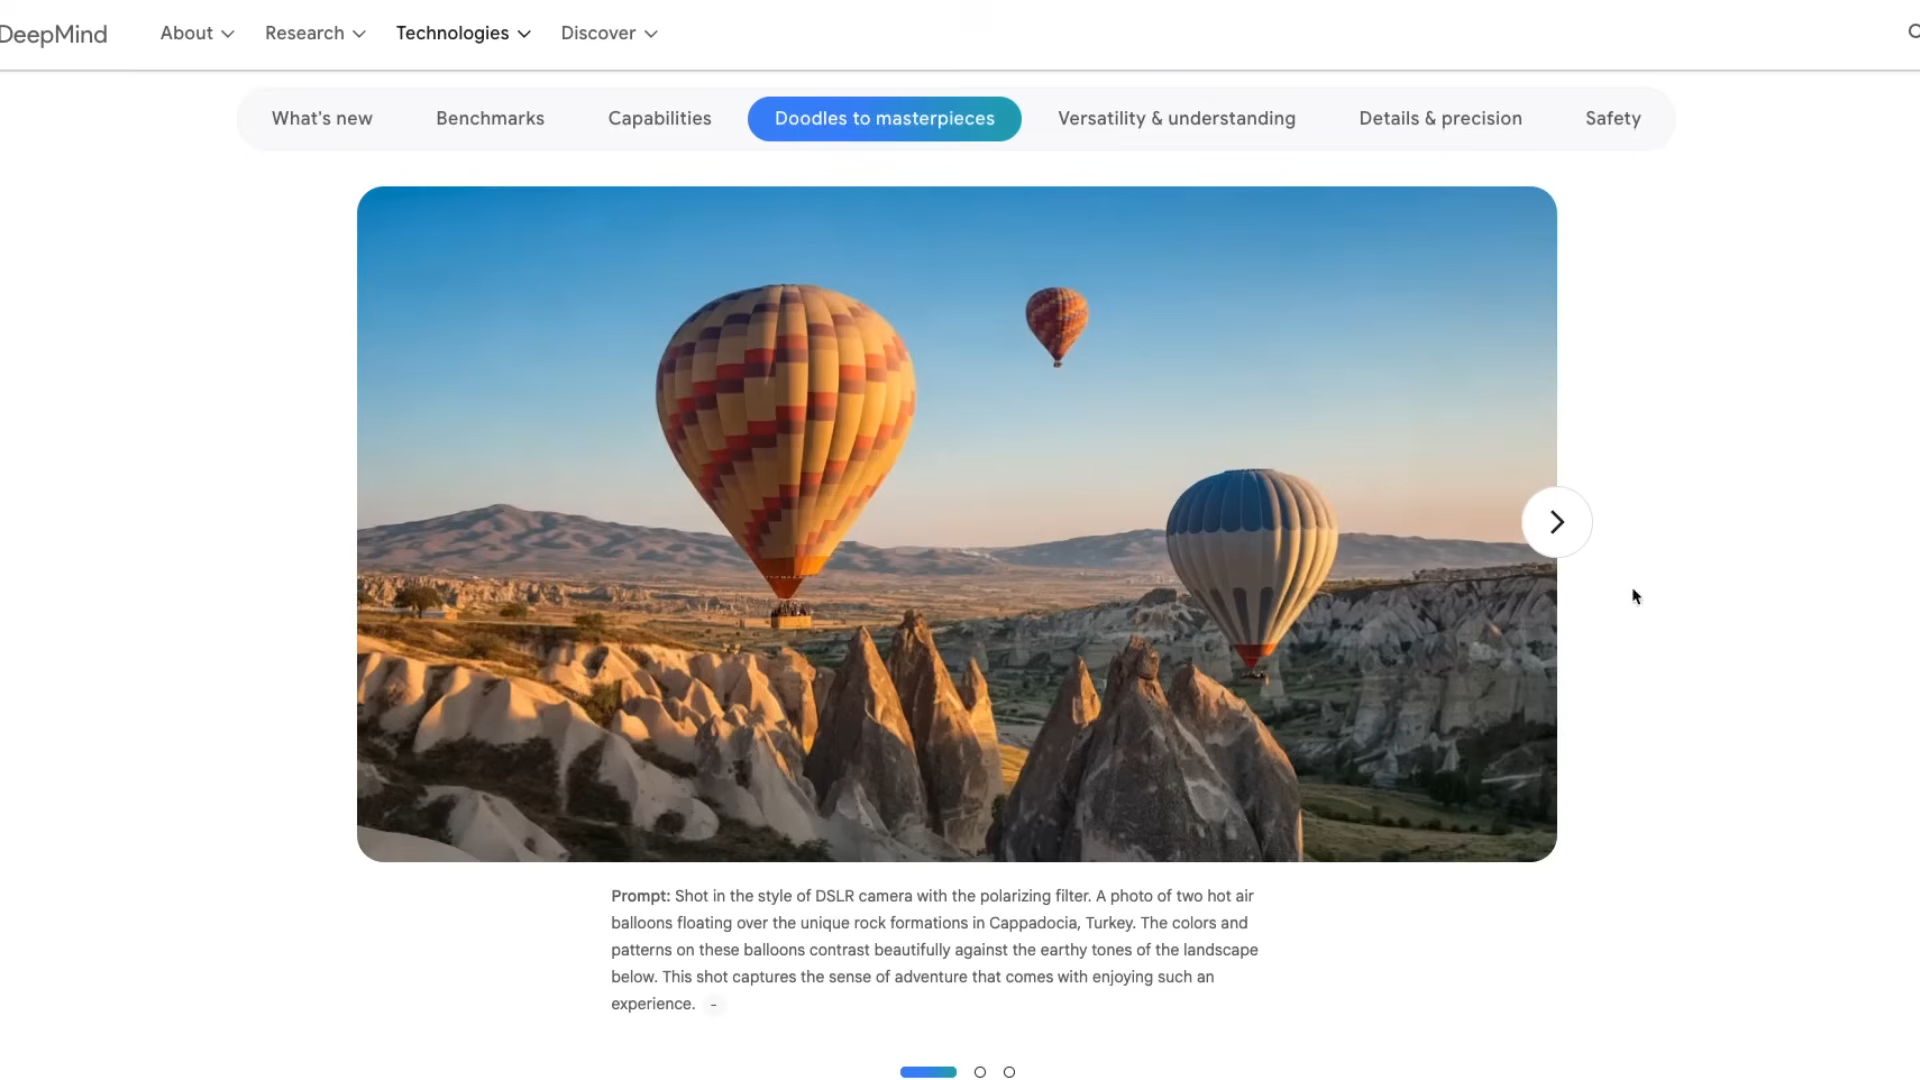 DeepMind
About
Research
Technologies
Discover
What's new
Benchmarks
Capabilities
Doodles to masterpieces
Versatility & understanding
Details & precision
Safety
Prompt: Shot in the style of DSLR camera with the polarizing filter. A photo of two hot air
balloons floating over the unique rock formations in Cappadocia, Turkey. The colors and
patterns on these balloons contrast beautifully against the earthy tones of the landscape
below. This shot captures the sense of adventure that comes with enjoying such an
experience. -